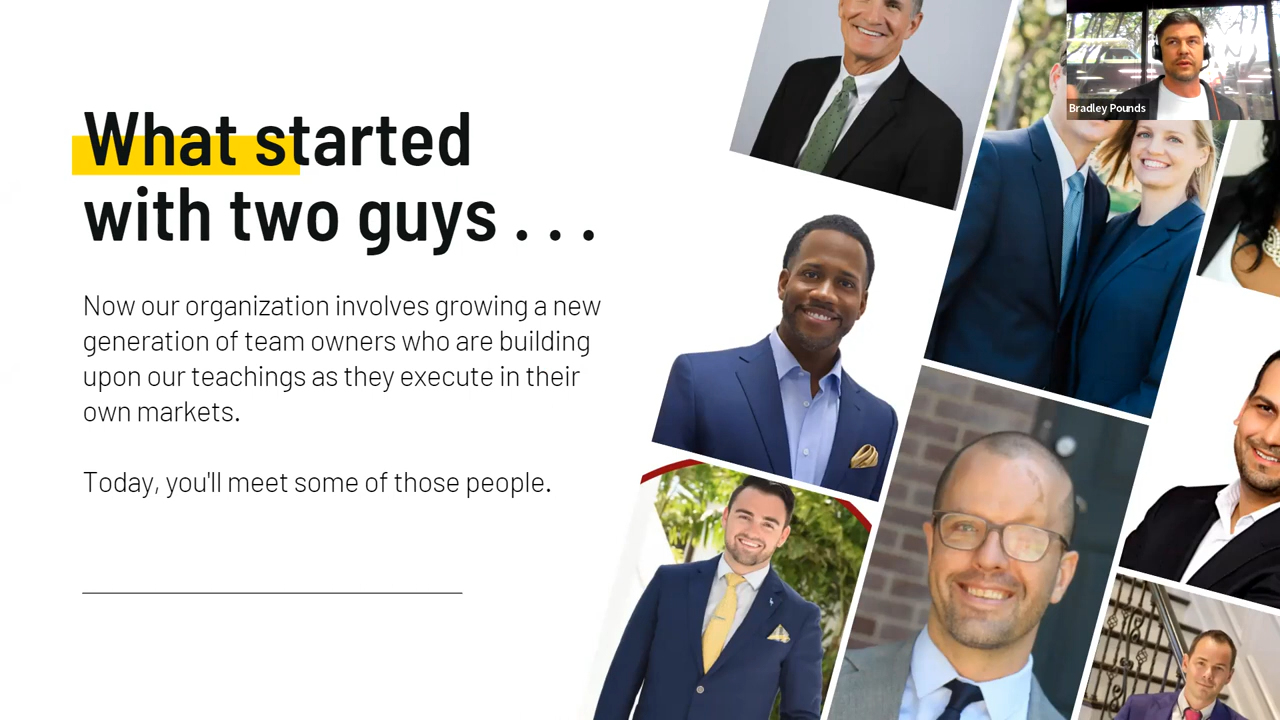 Bradley Pounds
What started
with two guys . . .
Now our organization involves growing a new
generation of team owners who are building
upon our teachings as they execute in their
own markets.
Today, you'll meet some of those people.